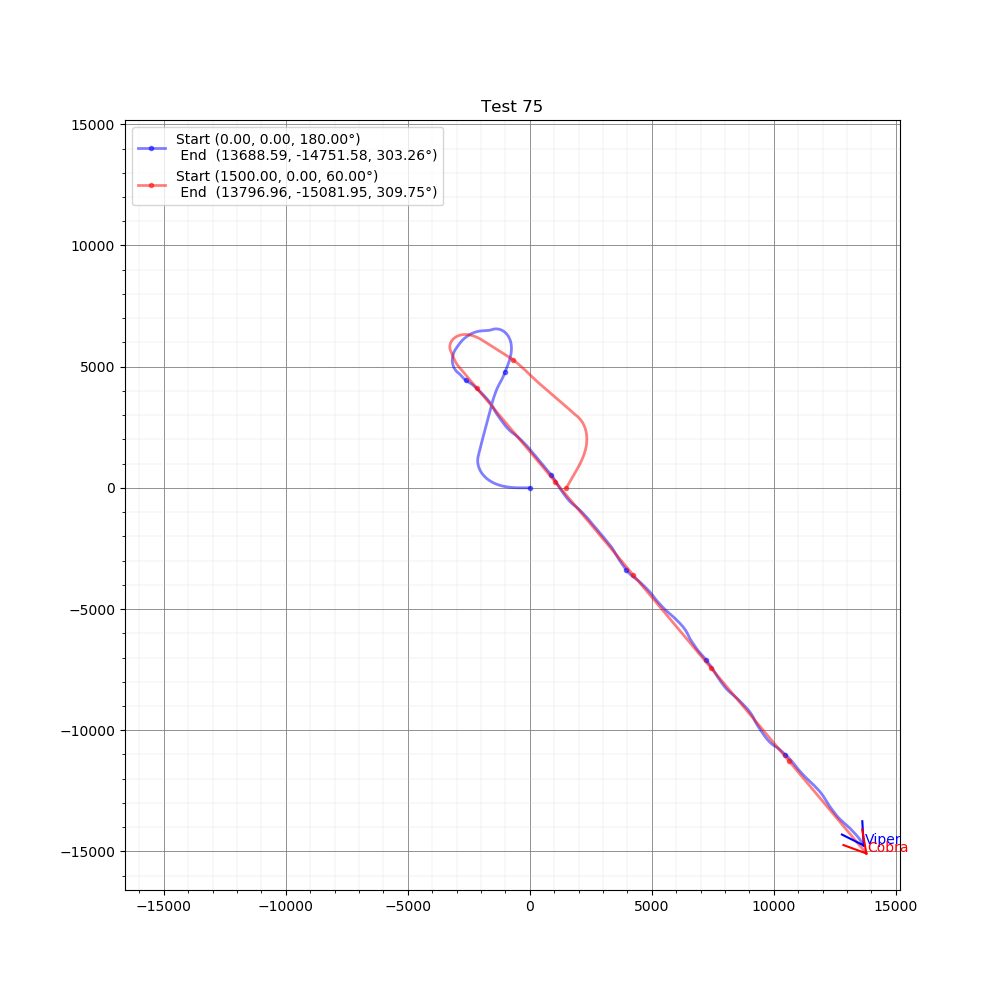 Test 75
Start (0.00, 0.00, 180.00°)
End (13688.59, -14751.58, 303.26°)
Start (1500.00, 0.00, 60.00°)
End (13796.96, -15081.95, 309.75°)
15000
10000
5000
0
−5000
−10000
−15000
Viper
Cobra
−15000 −10000 −5000 0 5000 10000 15000